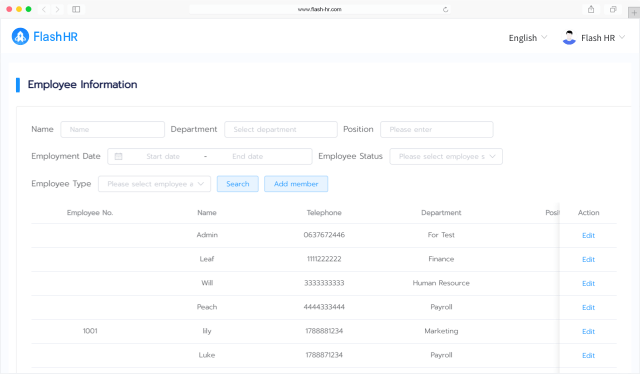 www.flash-hr.com
Flash HR
English
Flash HR
Employee Information
Name
Name
Department
Select department
Position
Please enter
Employment Date
Start date
-
End date
Employee Status
Please select employee s
Employee Type
Please select employee e
Search
Add member
Employee No. Name Telephone Department Posit Action
Admin 0637672446 For Test Edit
Leaf 1111222222 Finance Edit
Will 3333333333 Human Resource Edit
Peach 4444333444 Payroll Edit
1001 lily 1788881234 Marketing Edit
Luke 1788871234 Payroll Edit